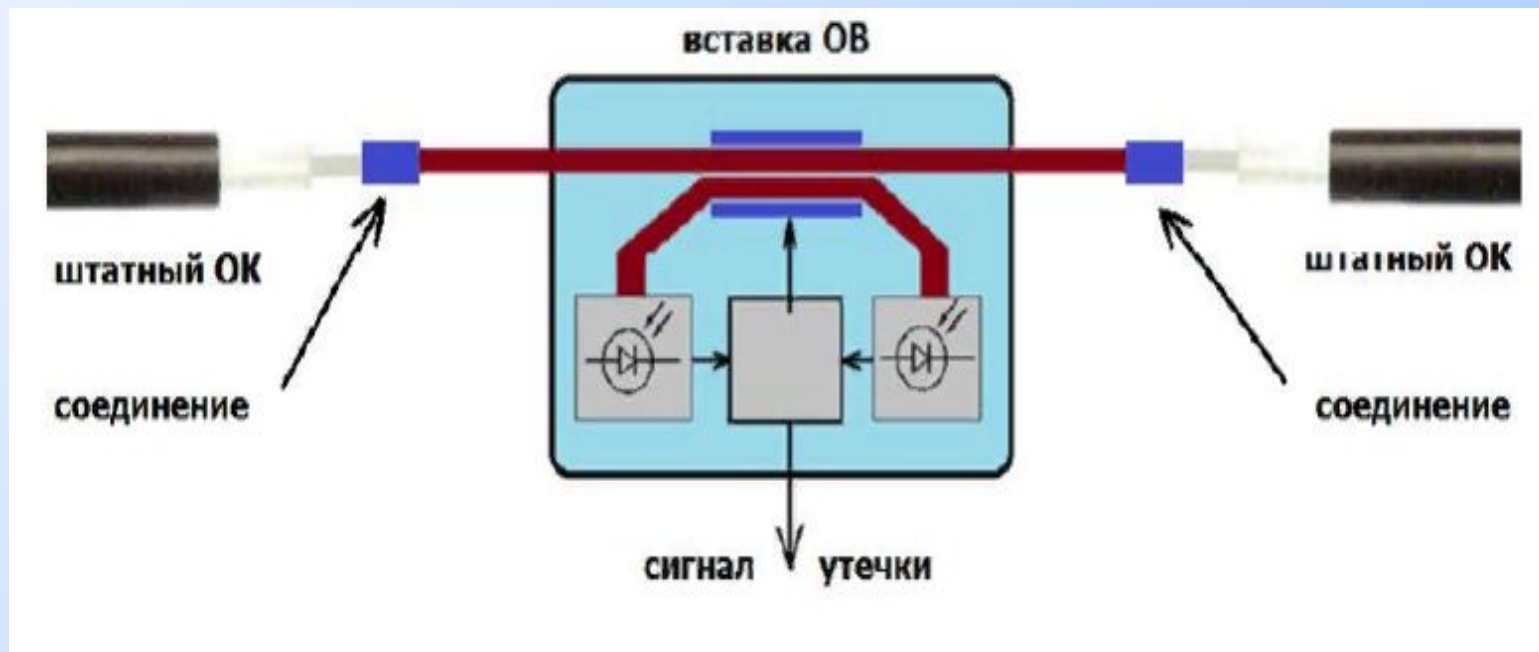 вставка ОВ
штатный ОК
штатный ОК
соединение
соединение
сигнал утечки